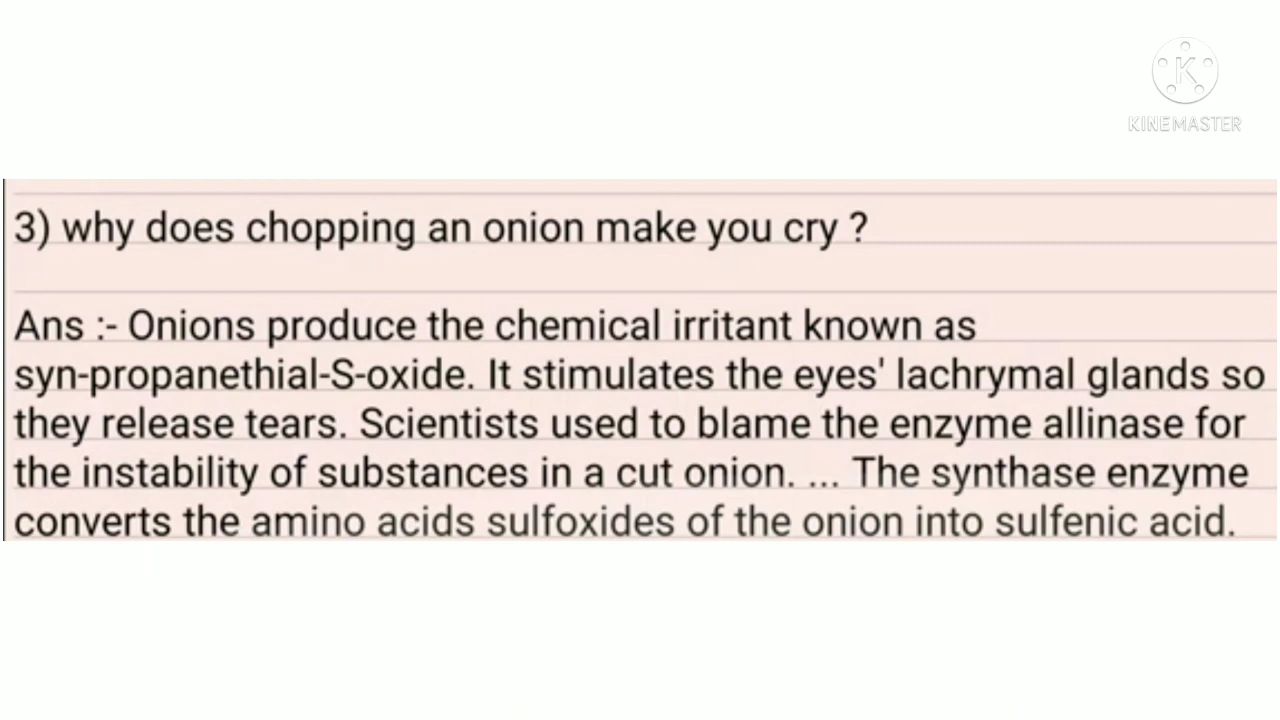 K
KINEMASTER
3) why does chopping an onion make you cry ?
Ans :- Onions produce the chemical irritant known as
syn-propanethial-S-oxide. It stimulates the eyes' lachrymal glands so
they release tears. Scientists used to blame the enzyme allinase for
the instability of substances in a cut onion. ... The synthase enzyme
converts the amino acids sulfoxides of the onion into sulfenic acid.